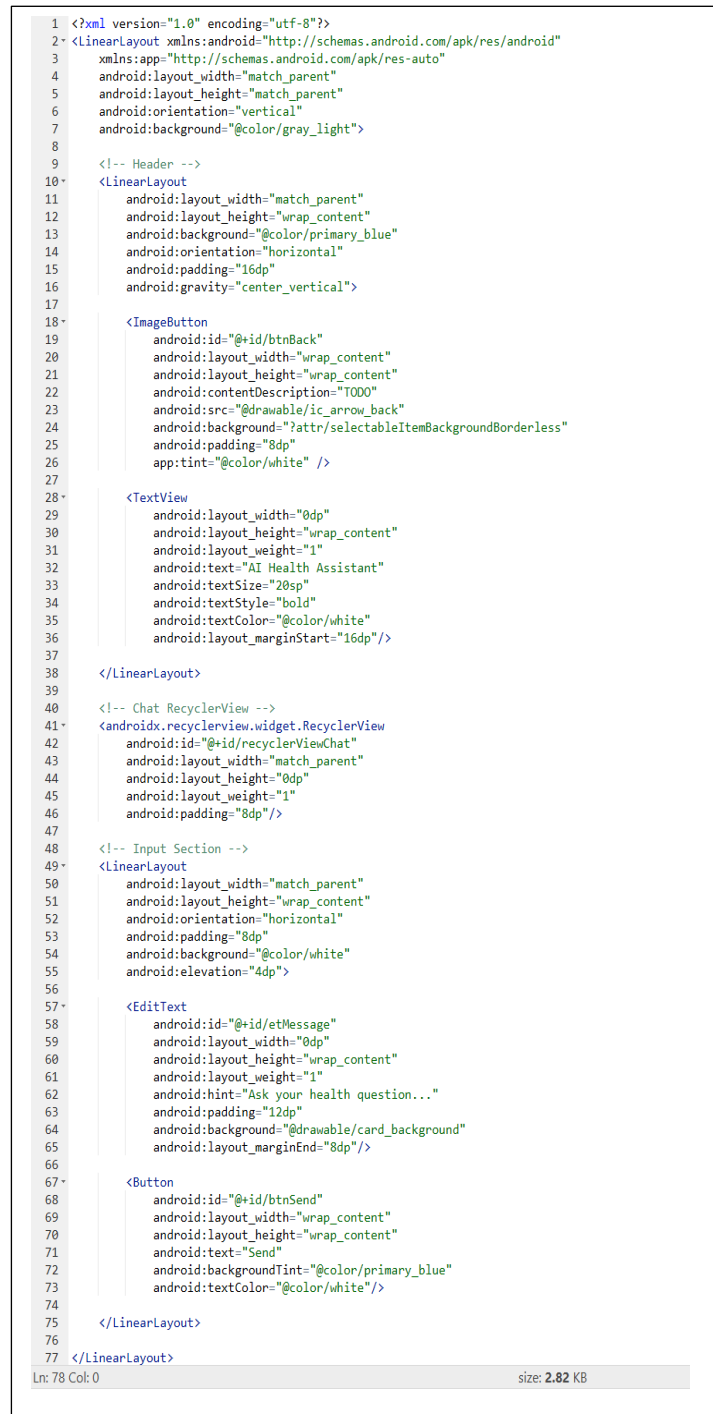 1 <?xml version="1.0" encoding="utf-8"?>
2 <LinearLayout xmlns:android="http://schemas.android.com/apk/res/android"
3     xmlns:app="http://schemas.android.com/apk/res-auto"
4     android:layout_width="match_parent"
5     android:layout_height="match_parent"
6     android:orientation="vertical"
7     android:background="@color/gray_light">
8
9     <!-- Header -->
10     <LinearLayout
11         android:layout_width="match_parent"
12         android:layout_height="wrap_content"
13         android:background="@color/primary_blue"
14         android:orientation="horizontal"
15         android:padding="16dp"
16         android:gravity="center_vertical">
17
18         <ImageButton
19             android:id="@+id/btnBack"
20             android:layout_width="wrap_content"
21             android:layout_height="wrap_content"
22             android:contentDescription="TODO"
23             android:src="@drawable/ic_arrow_back"
24             android:background="?attr/selectableItemBackgroundBorderless"
25             android:padding="8dp"
26             app:tint="@color/white" />
27
28         <TextView
29             android:layout_width="0dp"
30             android:layout_height="wrap_content"
31             android:layout_weight="1"
32             android:text="AI Health Assistant"
33             android:textSize="20sp"
34             android:textStyle="bold"
35             android:textColor="@color/white"
36             android:layout_marginStart="16dp"/>
37
38     </LinearLayout>
39
40     <!-- Chat RecyclerView -->
41     <androidx.recyclerview.widget.RecyclerView
42         android:id="@+id/recyclerViewChat"
43         android:layout_width="match_parent"
44         android:layout_height="0dp"
45         android:layout_weight="1"
46         android:padding="8dp"/>
47
48     <!-- Input Section -->
49     <LinearLayout
50         android:layout_width="match_parent"
51         android:layout_height="wrap_content"
52         android:orientation="horizontal"
53         android:padding="8dp"
54         android:background="@color/white"
55         android:elevation="4dp">
56
57         <EditText
58             android:id="@+id/etMessage"
59             android:layout_width="0dp"
60             android:layout_height="wrap_content"
61             android:layout_weight="1"
62             android:hint="Ask your health question..."
63             android:padding="12dp"
64             android:background="@drawable/card_background"
65             android:layout_marginEnd="8dp"/>
66
67         <Button
68             android:id="@+id/btnSend"
69             android:layout_width="wrap_content"
70             android:layout_height="wrap_content"
71             android:text="Send"
72             android:backgroundTint="@color/primary_blue"
73             android:textColor="@color/white"/>
74
75     </LinearLayout>
76
77 </LinearLayout>
Ln: 78 Col: 0 size: 2.82 KB